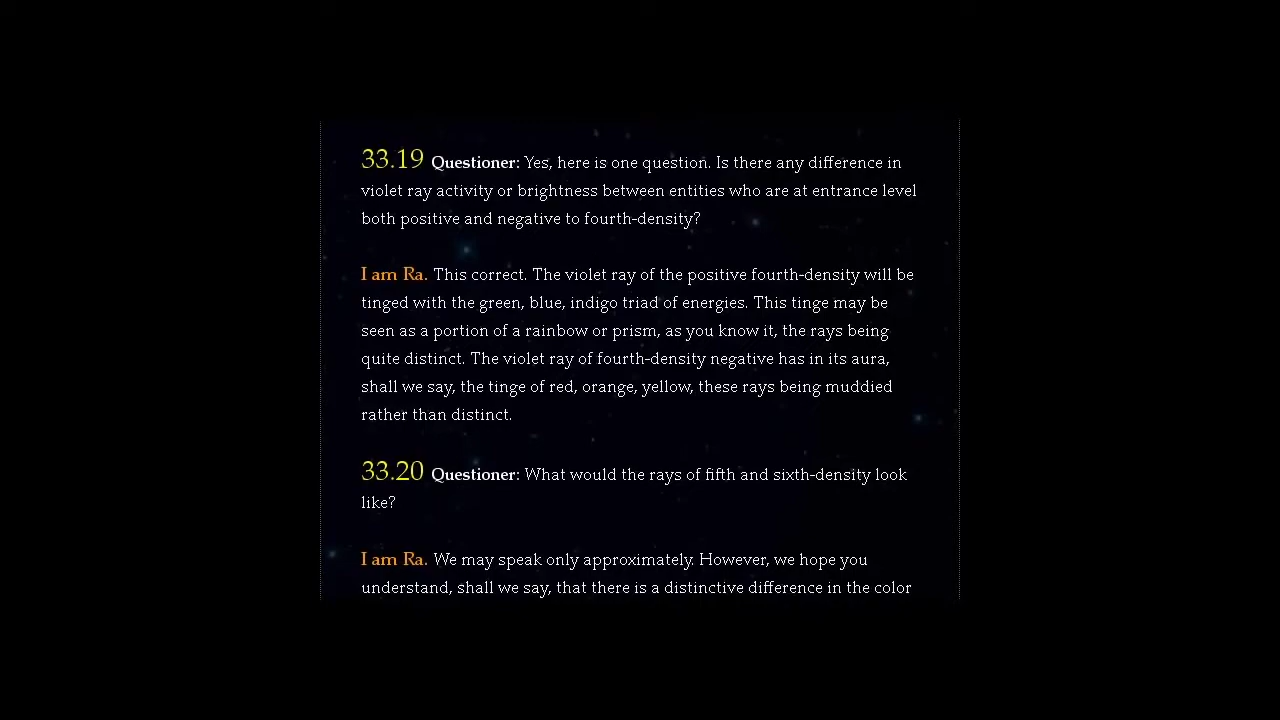 33.19 Questioner: Yes, here is one question. Is there any difference in
violet ray activity or brightness between entities who are at entrance level
both positive and negative to fourth-density?
I am Ra. This correct. The violet ray of the positive fourth-density will be
tinged with the green, blue, indigo triad of energies. This tinge may be
seen as a portion of a rainbow or prism, as you know it, the rays being
quite distinct. The violet ray of fourth-density negative has in its aura,
shall we say, the tinge of red, orange, yellow, these rays being muddied
rather than distinct.
33.20 Questioner: What would the rays of fifth and sixth-density look
like?
I am Ra. We may speak only approximately. However, we hope you
understand, shall we say, that there is a distinctive difference in the color